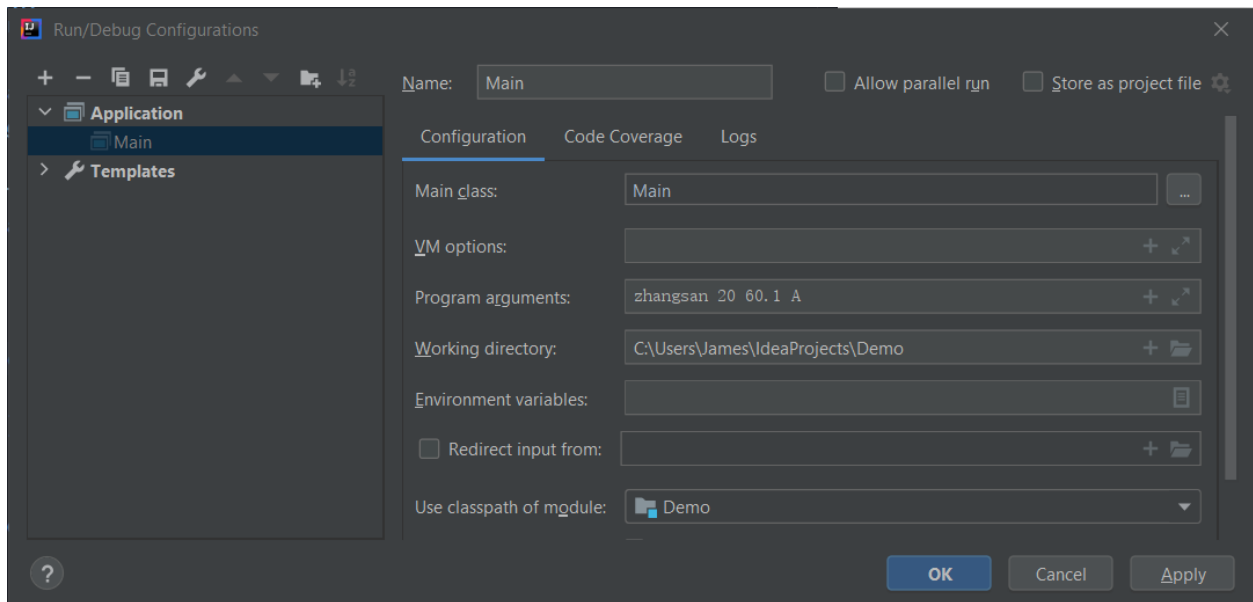 Run/Debug Configurations
Name: Main Allow parallel run Store as project file
Application
Main
Templates
Configuration Code Coverage Logs
Main class: Main ...
VM options:
Program arguments: zhangsan 20 60.1 A
Working directory: C:\Users\James\IdeaProjects\Demo
Environment variables:
Redirect input from:
Use classpath of module: Demo
? OK Cancel Apply